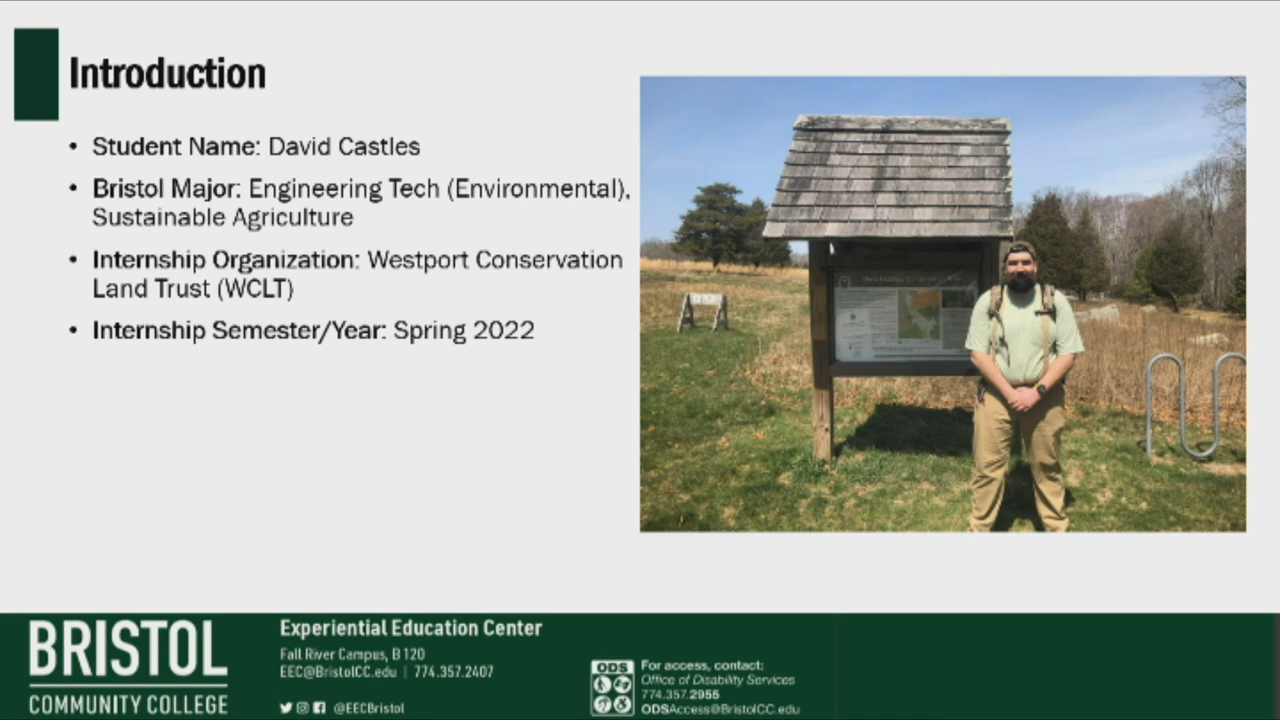 Introduction
• Student Name: David Castles
• Bristol Major: Engineering Tech (Environmental),
Sustainable Agriculture
• Internship Organization: Westport Conservation
Land Trust (WCLT)
• Internship Semester/Year: Spring 2022
BRISTOL
COMMUNITY COLLEGE
Experiential Education Center
Fall River Campus, B 120
EEC@BristolCC.edu | 774.357.2407
@EECBristol
ODS
For access, contact:
Office of Disability Services
774.357.2955
ODSAccess@BristolCC.edu